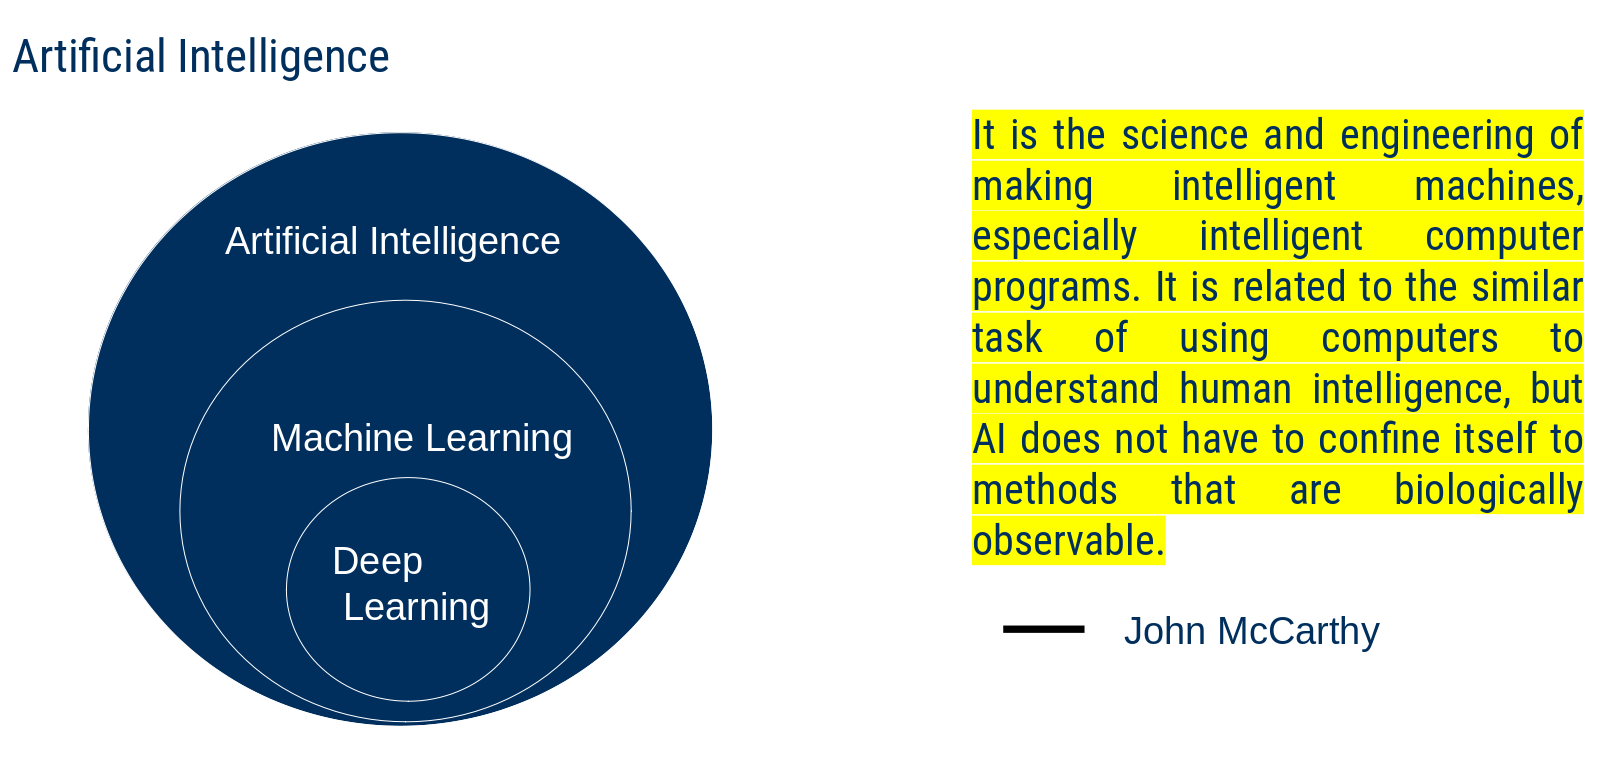 Artificial Intelligence
Artificial Intelligence
Machine Learning
Deep
Learning
It is the science and engineering of
making intelligent machines,
especially intelligent computer
programs. It is related to the similar
task of using computers to
understand human intelligence, but
AI does not have to confine itself to
methods that are biologically
observable.
John McCarthy